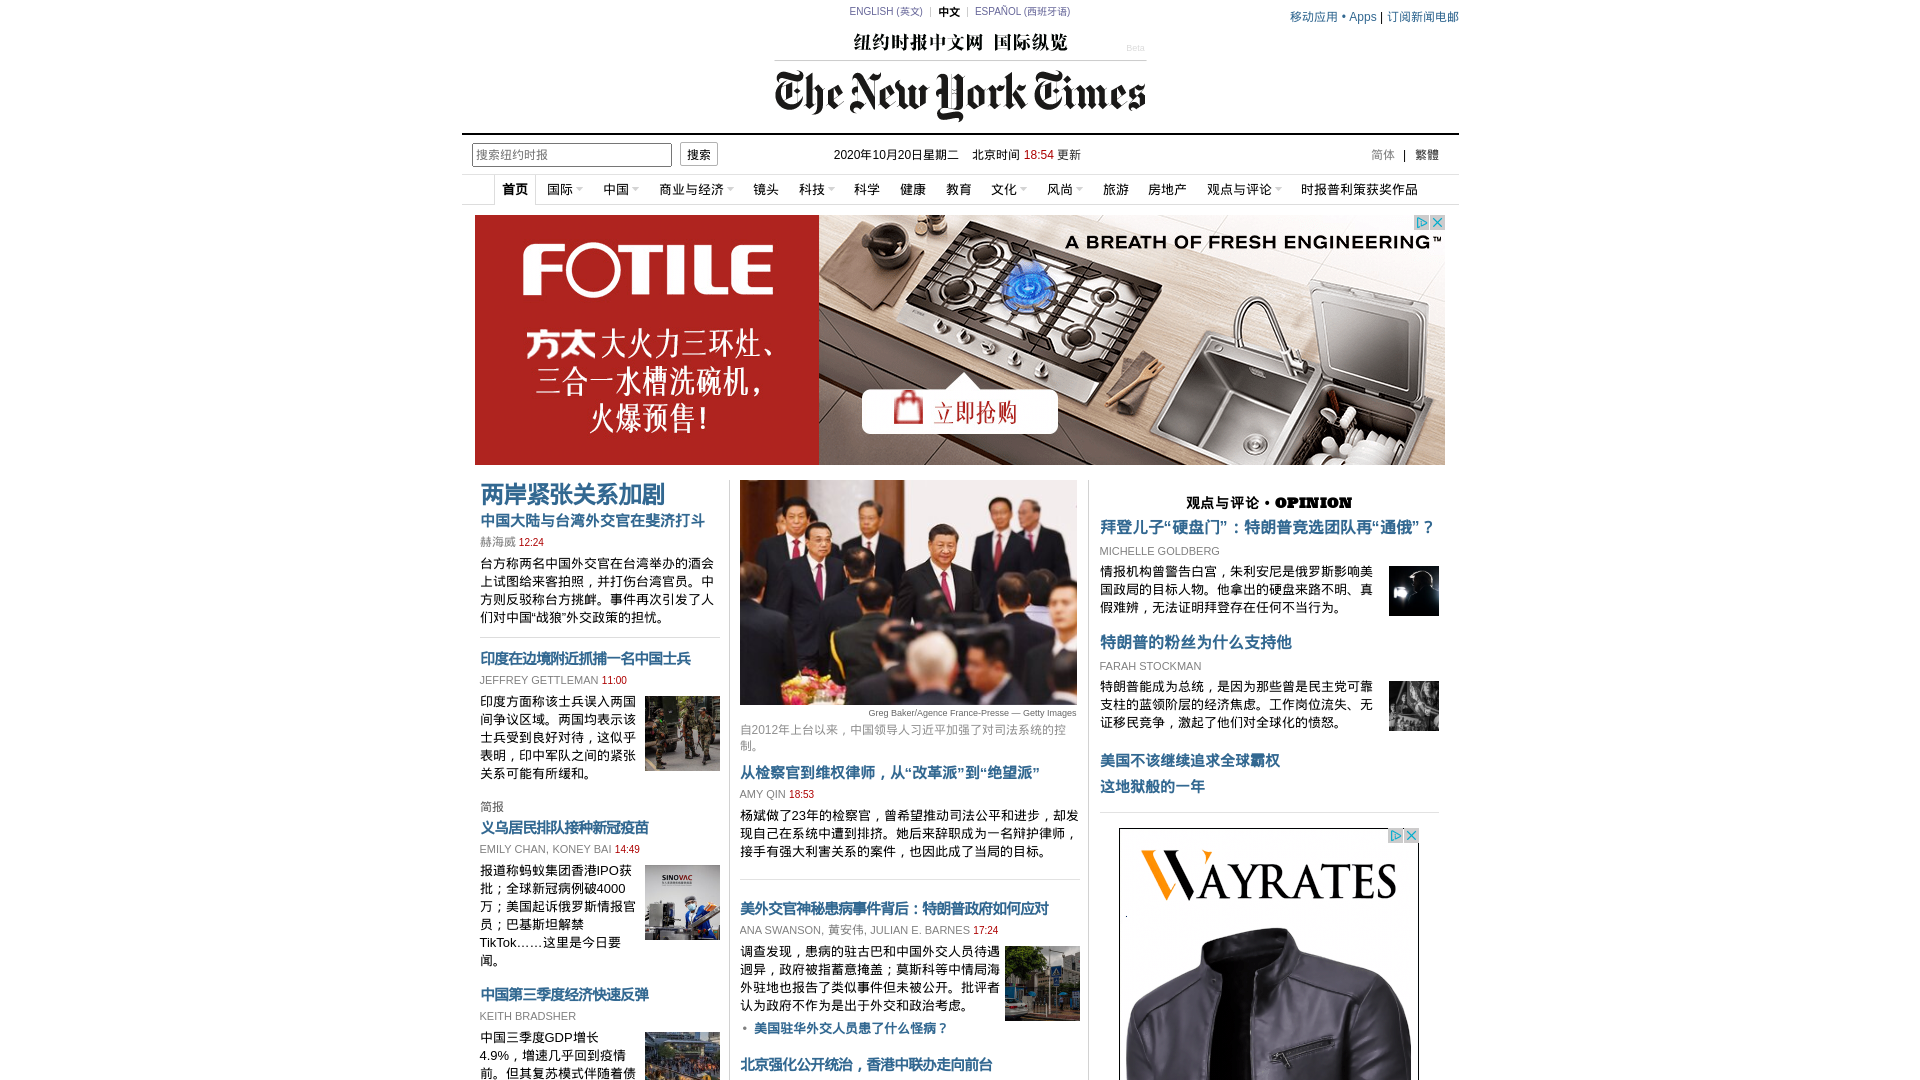 ENGLISH (英文) | 中文 | ESPAÑOL (西班牙语)
移动应用 • Apps | 订阅新闻电邮
纽约时报中文网 国际纵览
Beta
The New York Times
搜索纽约时报 搜索
2020年10月20日星期二 北京时间 18:54 更新
简体 | 繁體
首页 国际 中国 商业与经济 镜头 科技 科学 健康 教育 文化 风尚 旅游 房地产 观点与评论 时报普利策获奖作品
FOTILE
方太 大火力三环灶、
三合一水槽洗碗机，
火爆预售！
A BREATH OF FRESH ENGINEERING™
立即抢购
两岸紧张关系加剧
中国大陆与台湾外交官在斐济打斗
赫海威 12:24
台方称两名中国外交官在台湾举办的酒会
上试图给来客拍照，并打伤台湾官员。中
方则反驳称台方挑衅。事件再次引发了人
们对中国“战狼”外交政策的担忧。
印度在边境附近抓捕一名中国士兵
JEFFREY GETTLEMAN 11:00
印度方面称该士兵误入两国
间争议区域。两国均表示该
士兵受到良好对待，这似乎
表明，印中军队之间的紧张
关系可能有所缓和。
简报
义乌居民排队接种新冠疫苗
EMILY CHAN, KONEY BAI 14:49
报道称蚂蚁集团香港IPO获
批；全球新冠病例破4000
万；美国起诉俄罗斯情报官
员；巴基斯坦解禁
TikTok……这里是今日要
闻。
SINOVAC
中国第三季度经济快速反弹
KEITH BRADSHER
中国三季度GDP增长
4.9%，增速几乎回到疫情
前。但其复苏模式伴随着债
Greg Baker/Agence France-Presse — Getty Images
自2012年上台以来，中国领导人习近平加强了对司法系统的控
制。
从检察官到维权律师，从“改革派”到“绝望派”
AMY QIN 18:53
杨斌做了23年的检察官，曾希望推动司法公平和进步，却发
现自己在系统中遭到排挤。她后来辞职成为一名辩护律师，
接手有强大利害关系的案件，也因此成了当局的目标。
美外交官神秘患病事件背后：特朗普政府如何应对
ANA SWANSON, 黄安伟, JULIAN E. BARNES 17:24
调查发现，患病的驻古巴和中国外交人员待遇
迥异，政府被指蓄意掩盖；莫斯科等中情局海
外驻地也报告了类似事件但未被公开。批评者
认为政府不作为是出于外交和政治考虑。
• 美国驻华外交人员患了什么怪病？
北京强化公开统治，香港中联办走向前台
观点与评论 • OPINION
拜登儿子“硬盘门”：特朗普竞选团队再“通俄”？
MICHELLE GOLDBERG
情报机构曾警告白宫，朱利安尼是俄罗斯影响美
国政局的目标人物。他拿出的硬盘来路不明、真
假难辨，无法证明拜登存在任何不当行为。
特朗普的粉丝为什么支持他
FARAH STOCKMAN
特朗普能成为总统，是因为那些曾是民主党可靠
支柱的蓝领阶层的经济焦虑。工作岗位流失、无
证移民竞争，激起了他们对全球化的愤怒。
美国不该继续追求全球霸权
这地狱般的一年
WAYRATES